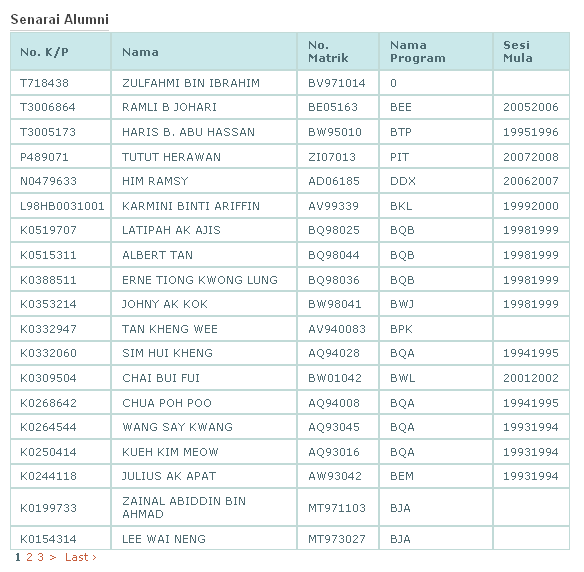 Senarai Alumni
No. K/P Nama No. Matrik Nama Program Sesi Mula
T718438 ZULFAHMI BIN IBRAHIM BV971014 0
T3006864 RAMLI B JOHARI BE05163 BEE 20052006
T3005173 HARIS B. ABU HASSAN BW95010 BTP 19951996
P489071 TUTUT HERAWAN ZI07013 PIT 20072008
N0479633 HIM RAMSY AD06185 DDX 20062007
L98HB0031001 KARMINI BINTI ARIFFIN AV99339 BKL 19992000
K0519707 LATIPAH AK AJIS BQ98025 BQB 19981999
K0515311 ALBERT TAN BQ98044 BQB 19981999
K0388511 ERNE TIONG KWONG LUNG BQ98036 BQB 19981999
K0353214 JOHNY AK KOK BW98041 BWJ 19981999
K0332947 TAN KHENG WEE AV940083 BPK
K0332060 SIM HUI KHENG AQ94028 BQA 19941995
K0309504 CHAI BUI FUI BW01042 BWL 20012002
K0268642 CHUA POH POO AQ94008 BQA 19941995
K0264544 WANG SAY KWANG AQ93045 BQA 19931994
K0250414 KUEH KIM MEOW AQ93016 BQA 19931994
K0244118 JULIUS AK APAT AW93042 BEM 19931994
K0199733 ZAINAL ABIDDIN BIN AHMAD MT971103 BJA
K0154314 LEE WAI NENG MT973027 BJA
1 2 3 > Last ›